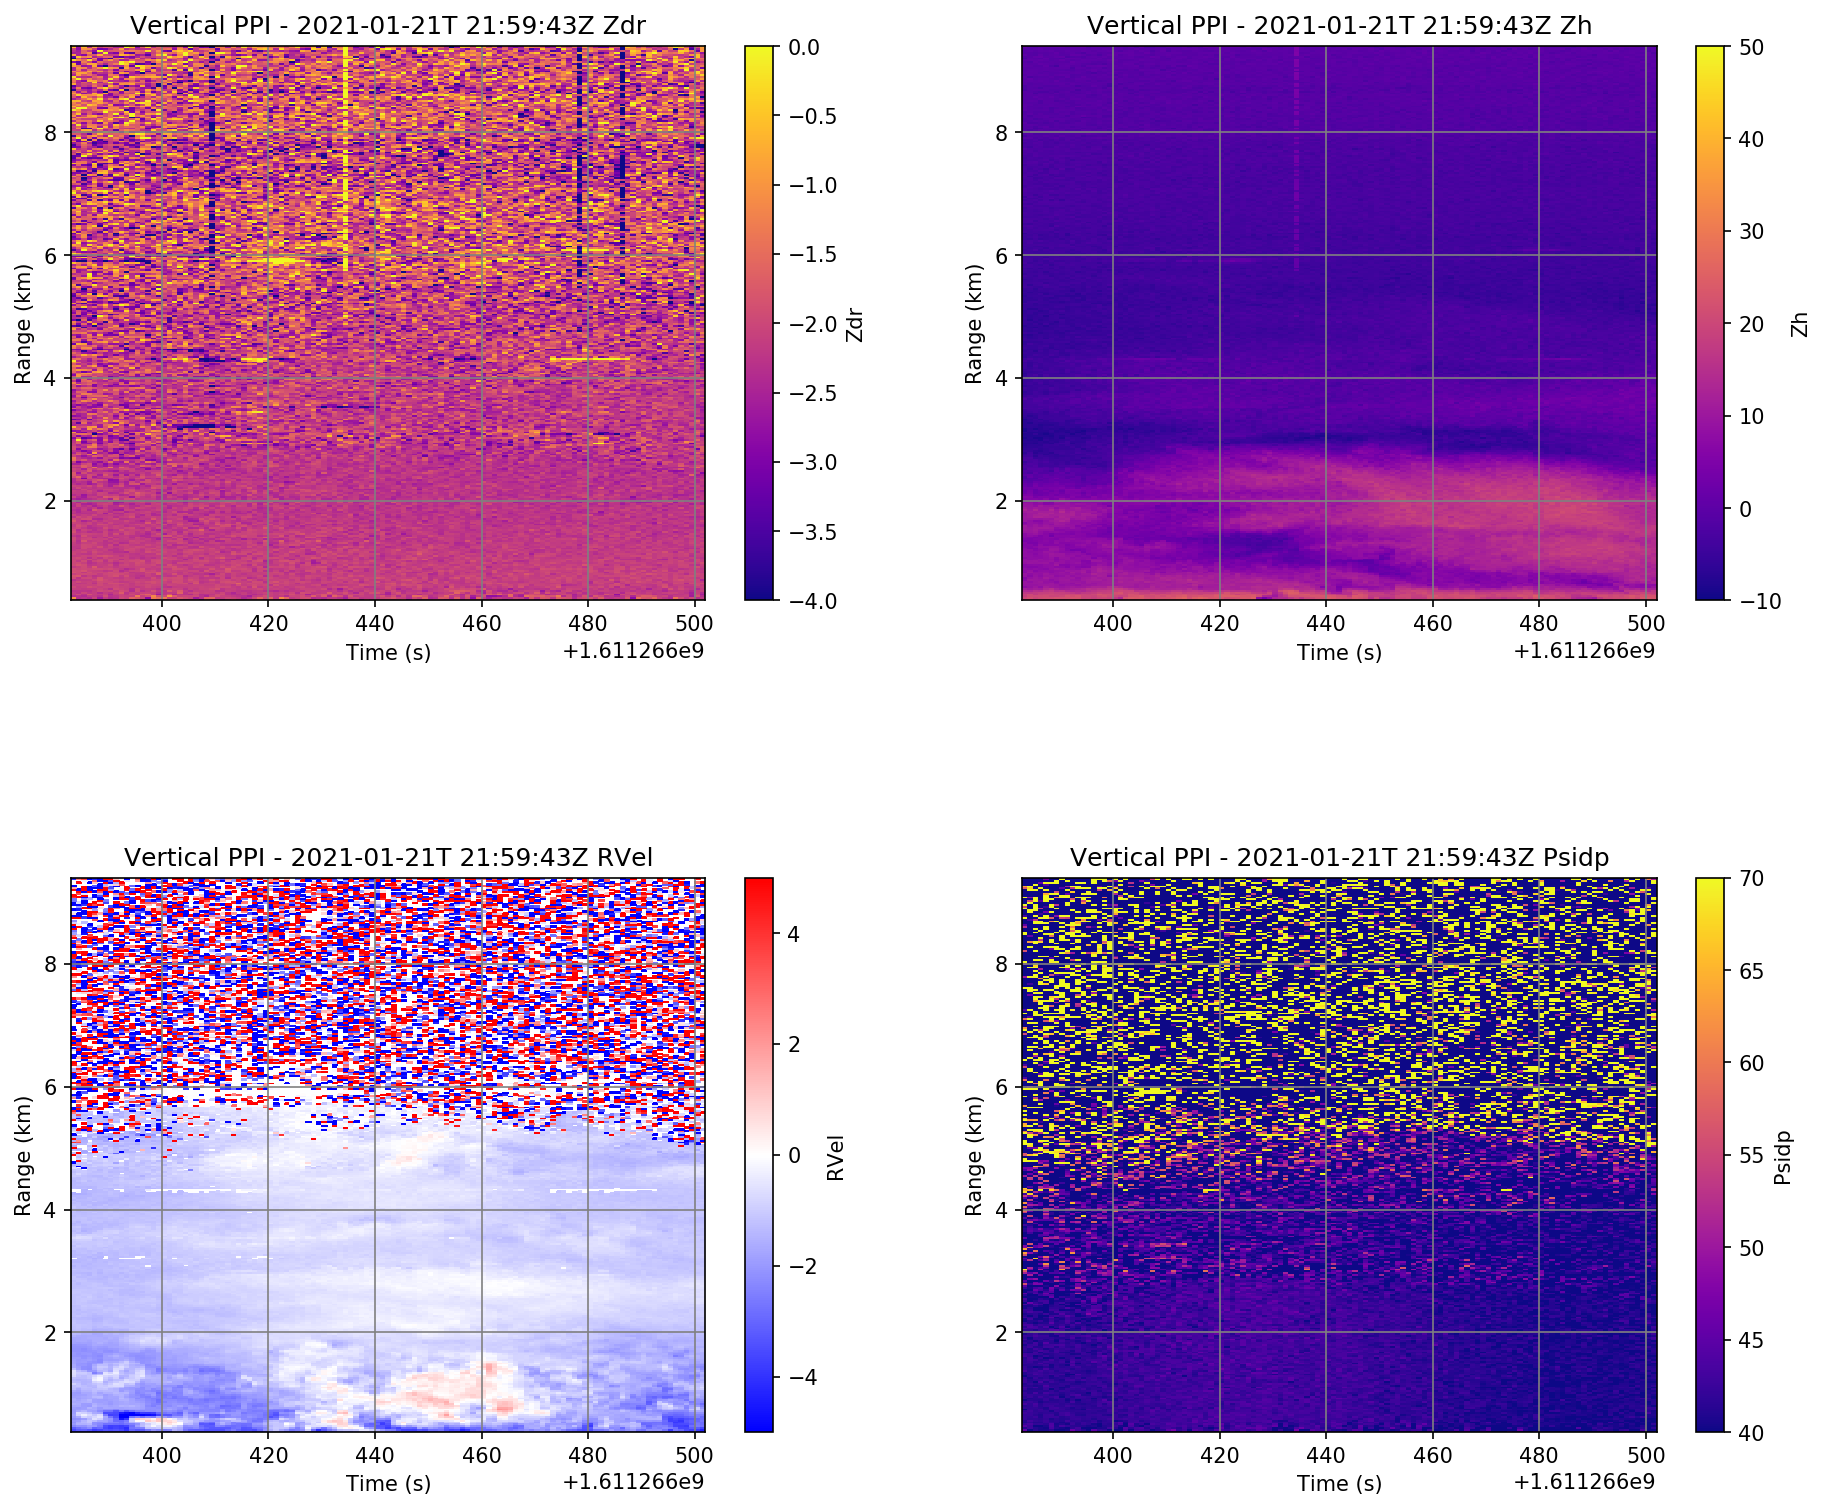 Vertical PPI - 2021-01-21T 21:59:43Z Zdr
Range (km)
8
6
4
2
400 420 440 460 480 500
Time (s)
+1.611266e9
0.0
−0.5
−1.0
−1.5
−2.0
−2.5
−3.0
−3.5
−4.0
Zdr
Vertical PPI - 2021-01-21T 21:59:43Z Zh
Range (km)
8
6
4
2
400 420 440 460 480 500
Time (s)
+1.611266e9
50
40
30
20
10
0
−10
Zh
Vertical PPI - 2021-01-21T 21:59:43Z RVel
Range (km)
8
6
4
2
400 420 440 460 480 500
Time (s)
+1.611266e9
4
2
0
−2
−4
RVel
Vertical PPI - 2021-01-21T 21:59:43Z Psidp
Range (km)
8
6
4
2
400 420 440 460 480 500
Time (s)
+1.611266e9
70
65
60
55
50
45
40
Psidp